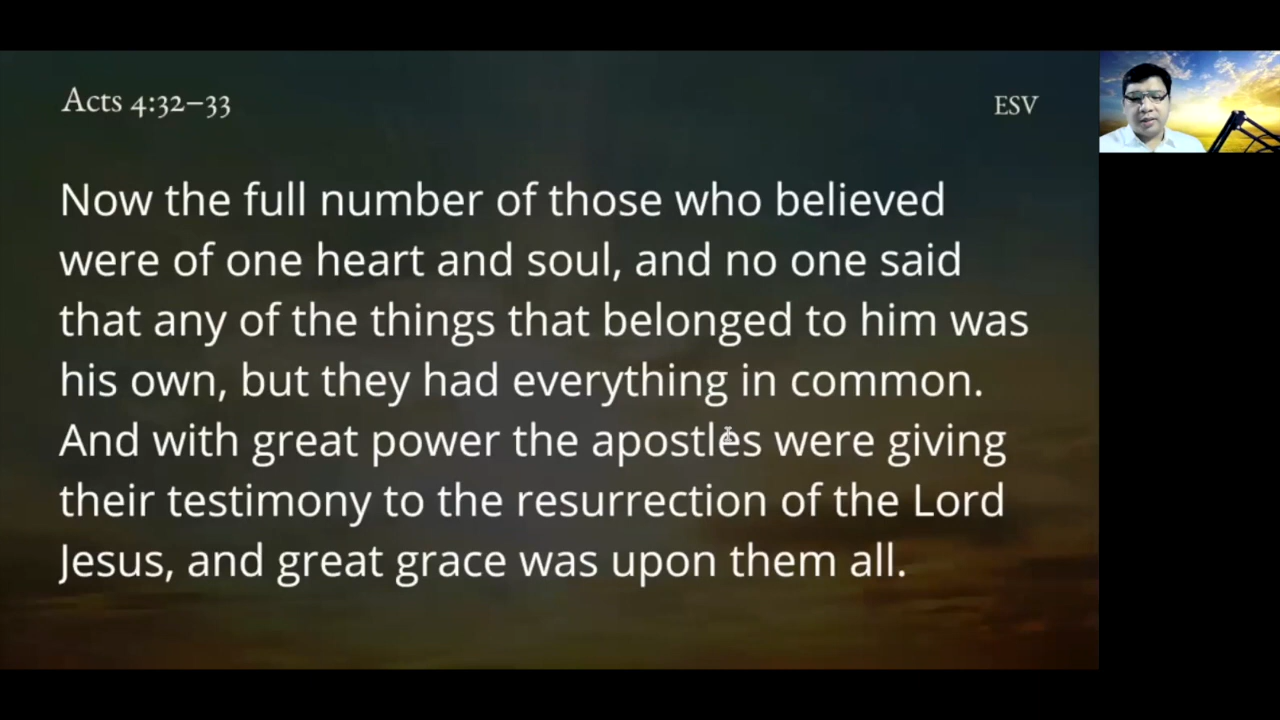 Acts 4:32–33
ESV
Now the full number of those who believed
were of one heart and soul, and no one said
that any of the things that belonged to him was
his own, but they had everything in common.
And with great power the apostles were giving
their testimony to the resurrection of the Lord
Jesus, and great grace was upon them all.